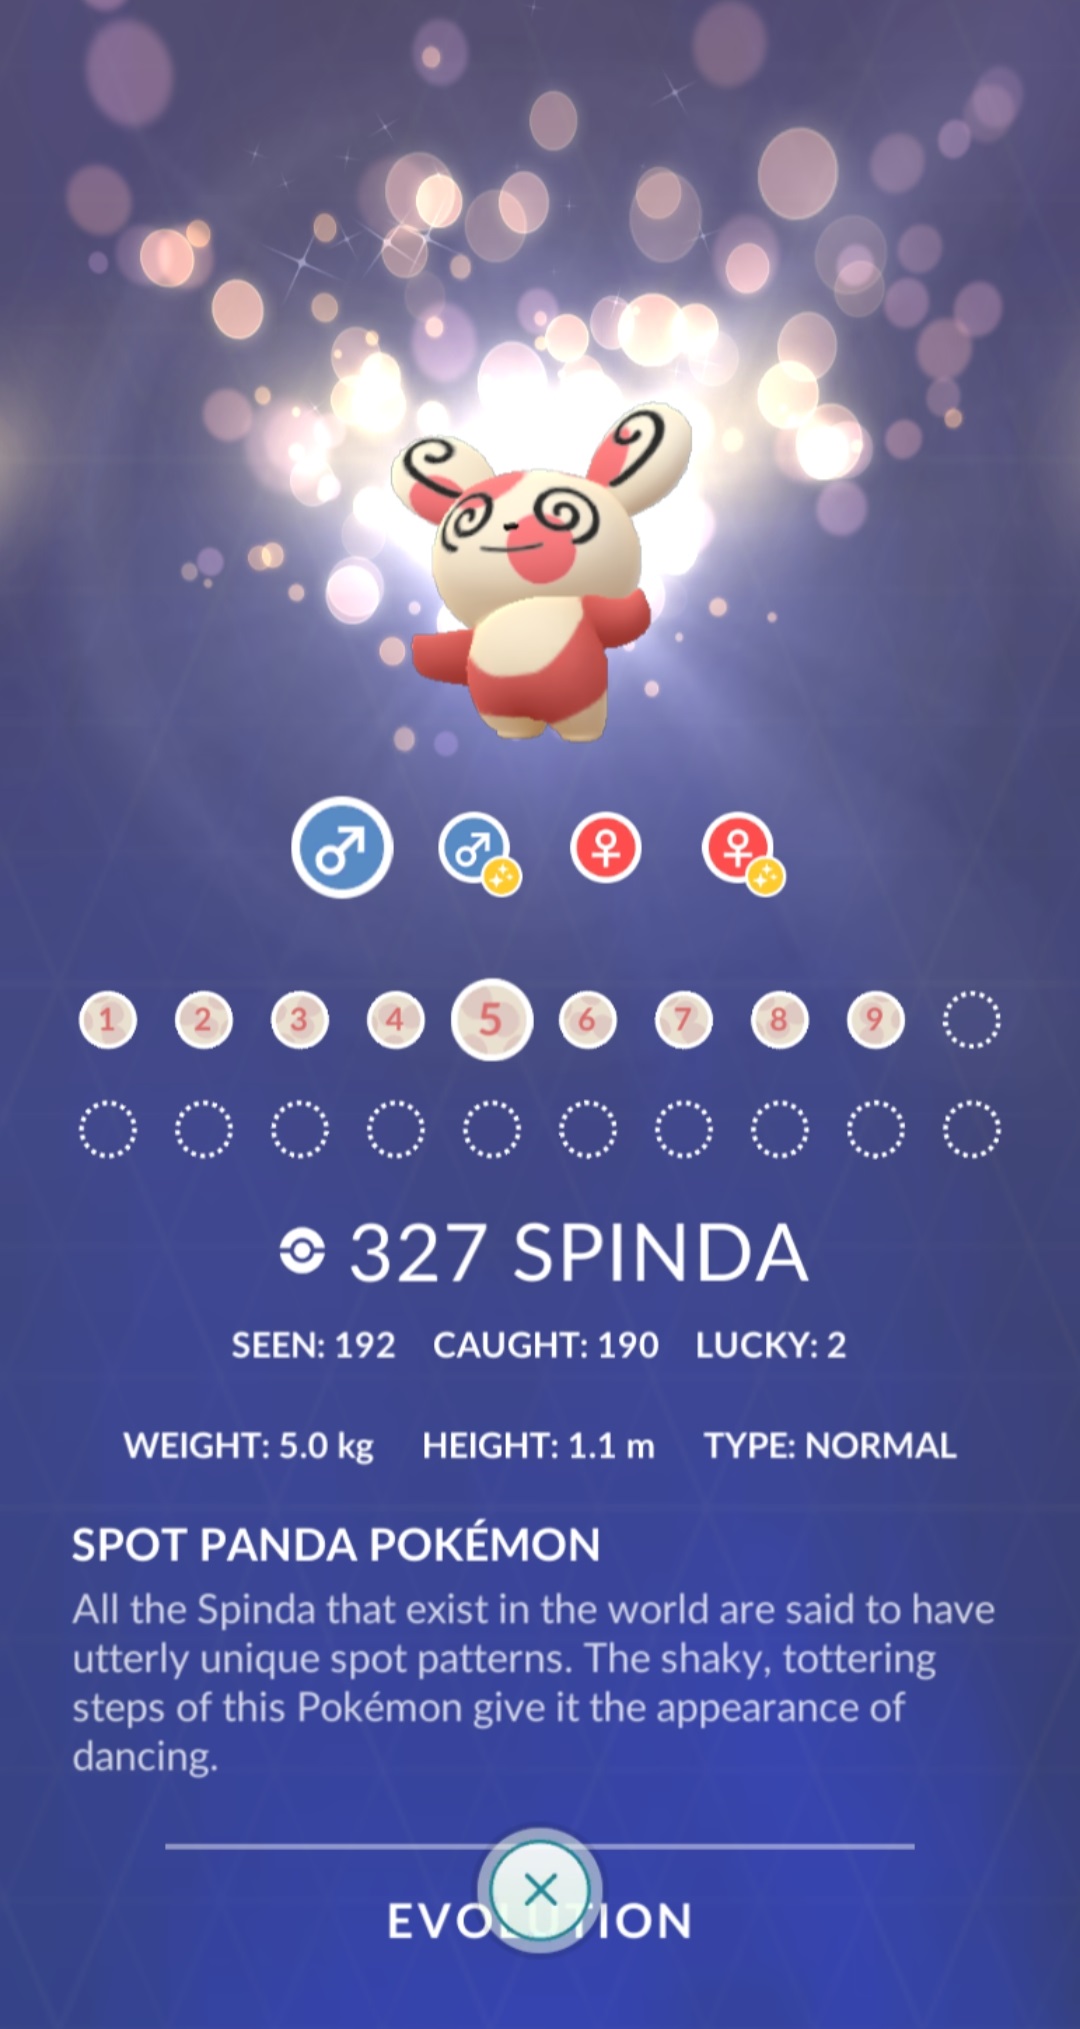 1 2 3 4 5 6 7 8 9
327 SPINDA
SEEN: 192 CAUGHT: 190 LUCKY: 2
WEIGHT: 5.0 kg HEIGHT: 1.1 m TYPE: NORMAL
SPOT PANDA POKÉMON
All the Spinda that exist in the world are said to have
utterly unique spot patterns. The shaky, tottering
steps of this Pokémon give it the appearance of
dancing.
EVOLUTION